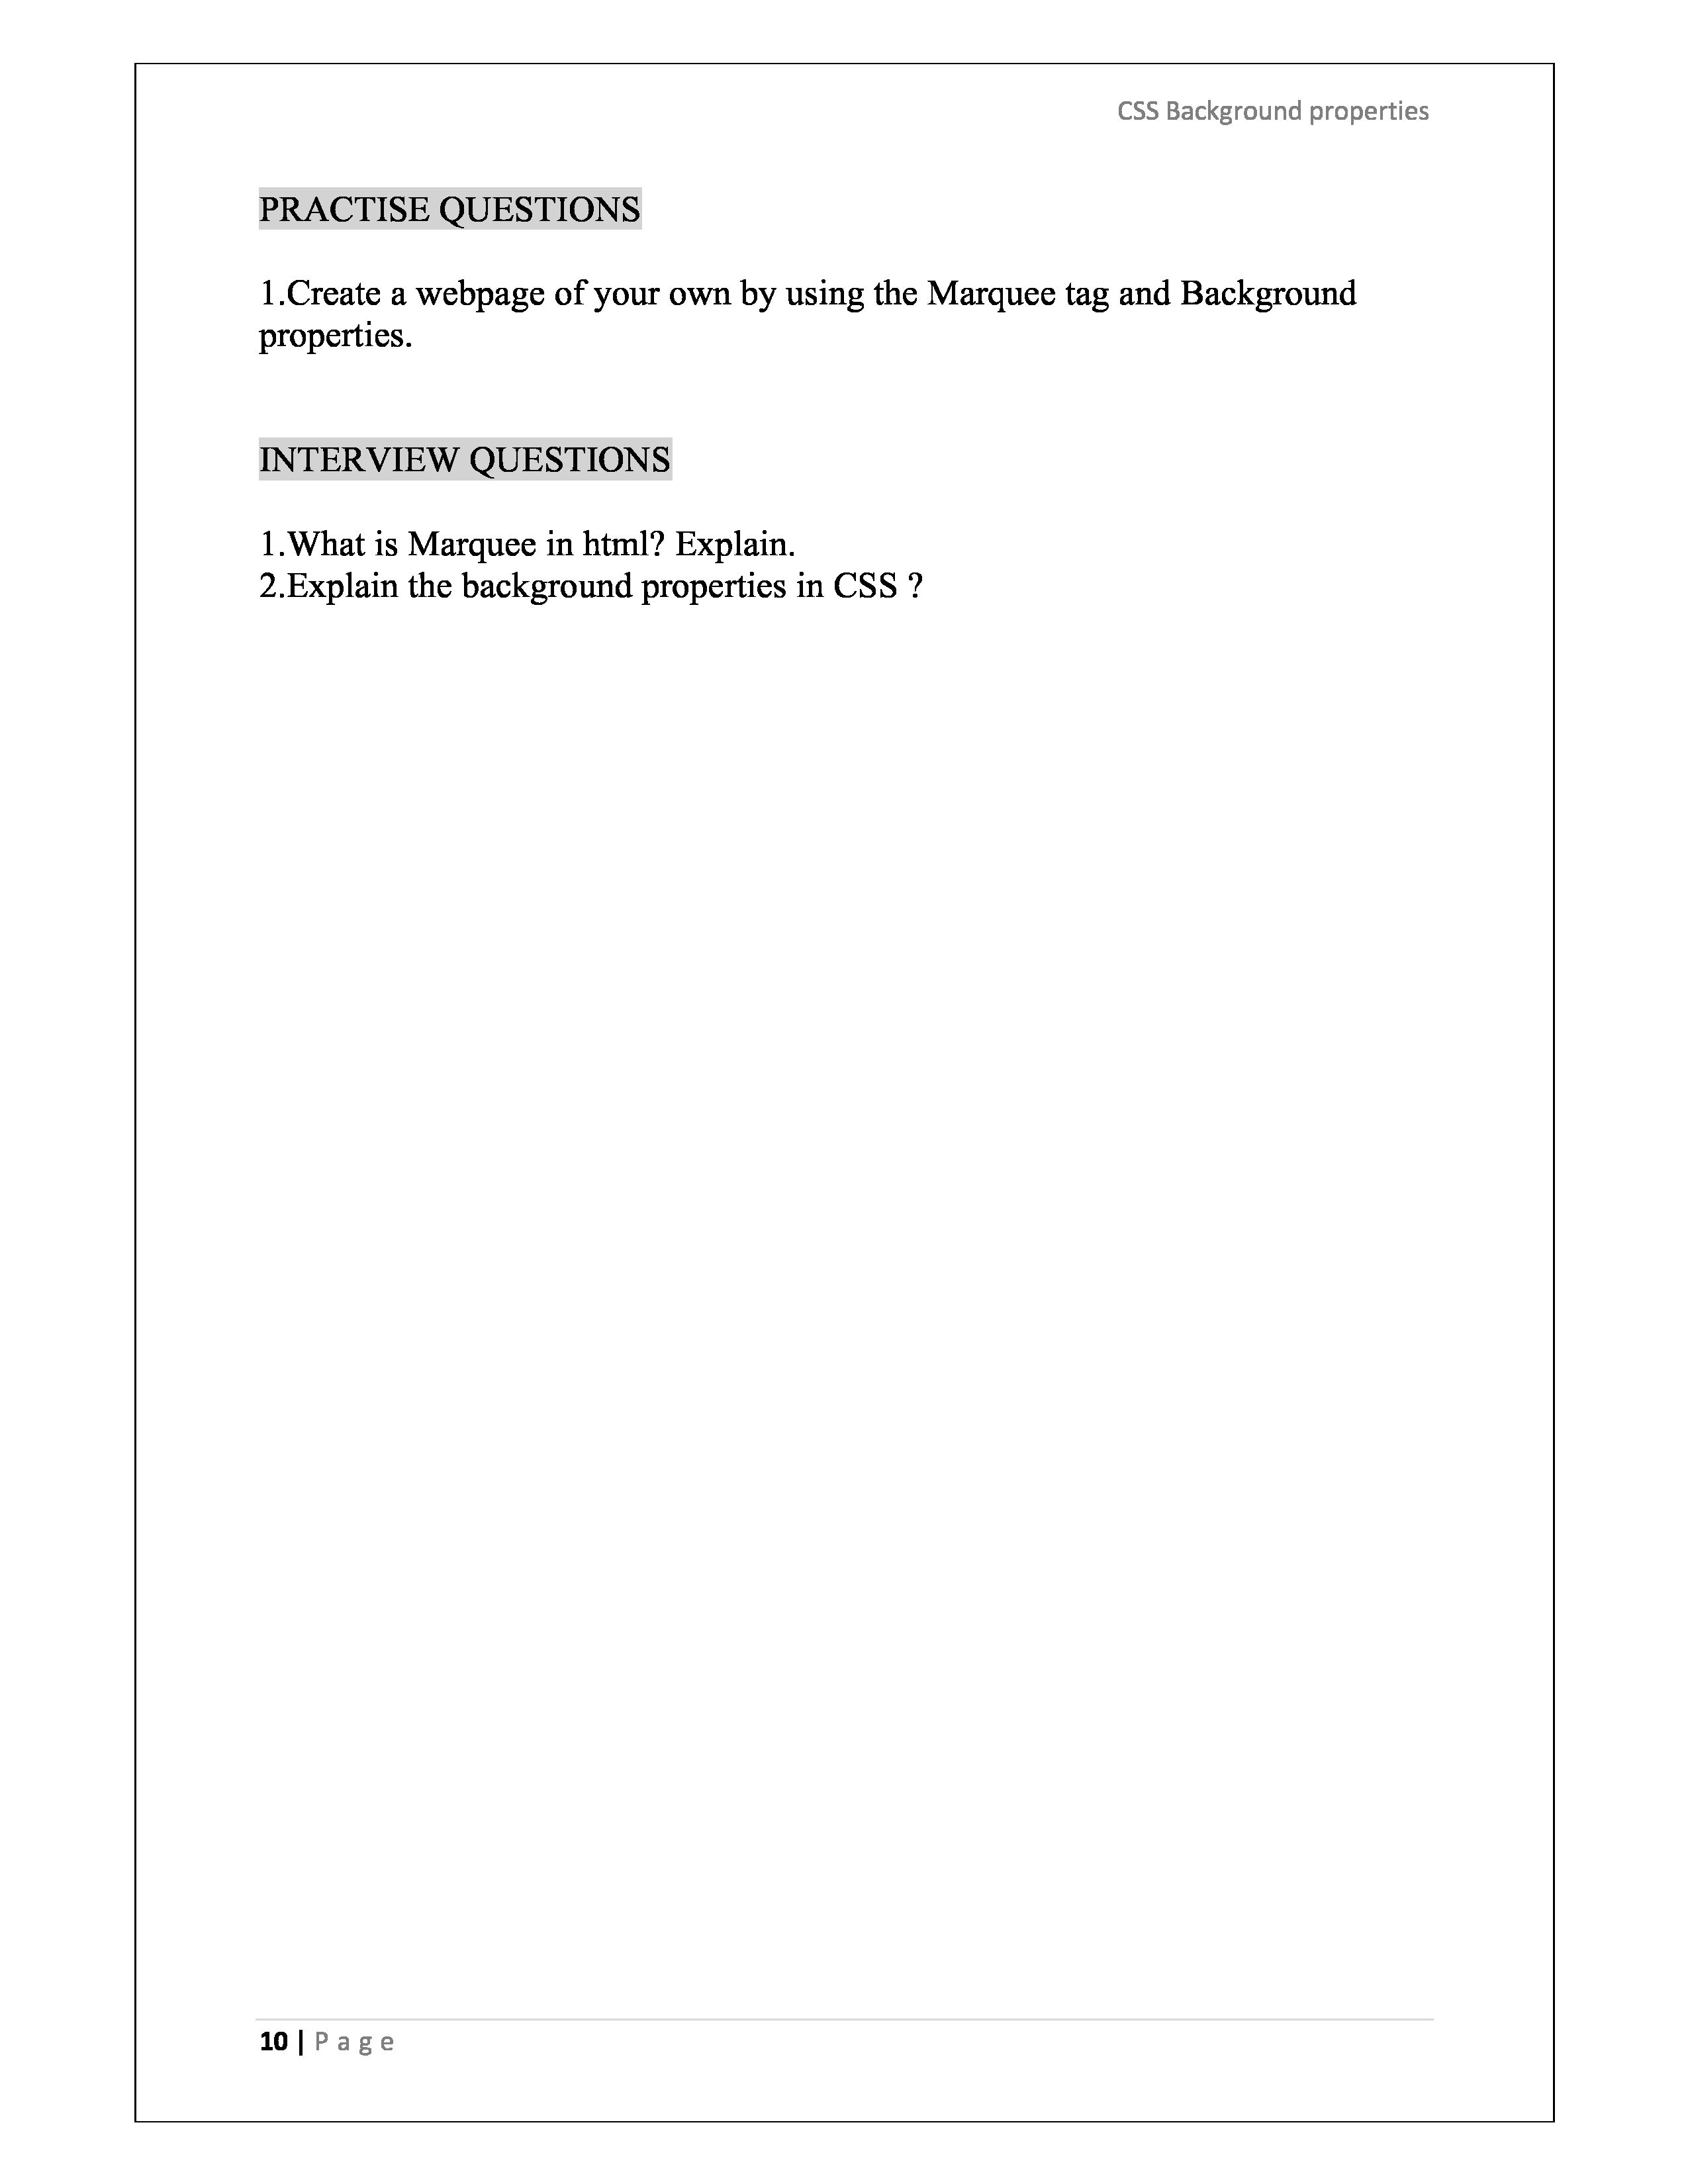 CSS Background properties
PRACTISE QUESTIONS
1.Create a webpage of your own by using the Marquee tag and Background
properties.
INTERVIEW QUESTIONS
1.What is Marquee in html? Explain.
2.Explain the background properties in CSS ?
10 | P a g e